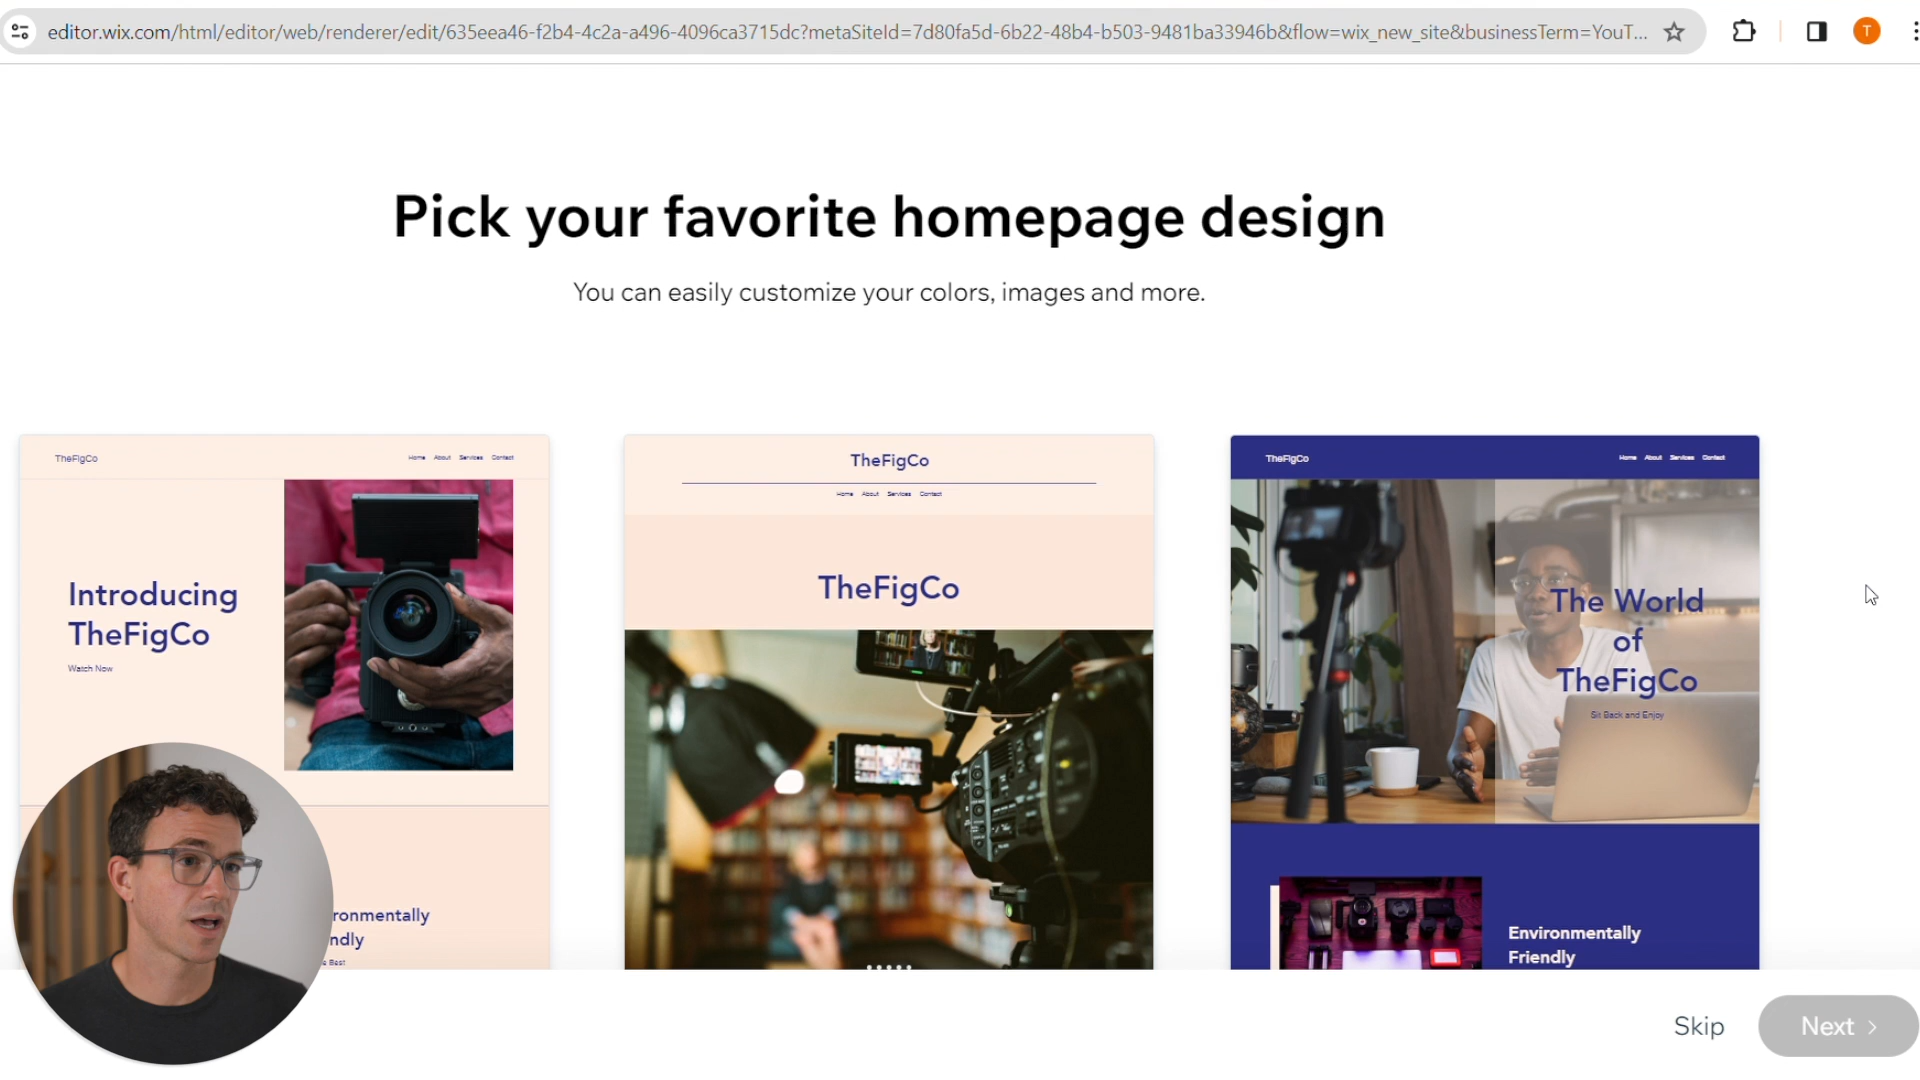 editor.wix.com/html/editor/web/renderer/edit/635eea46-f2b4-4c2a-a496-4096ca3715dc?metaSiteId=7d80fa5d-6b22-48b4-b503-9481ba33946b&flow=wix_new_site&businessTerm=YouT...
T
Pick your favorite homepage design
You can easily customize your colors, images and more.
TheFigCo
Home About Services Contact
Introducing
TheFigCo
Watch Now
ronmentally
ndly
e Best
TheFigCo
Home About Services Contact
TheFigCo
TheFigCo
Home About Services Contact
The World
of
TheFigCo
Sit Back and Enjoy
Environmentally
Friendly
Skip
Next >